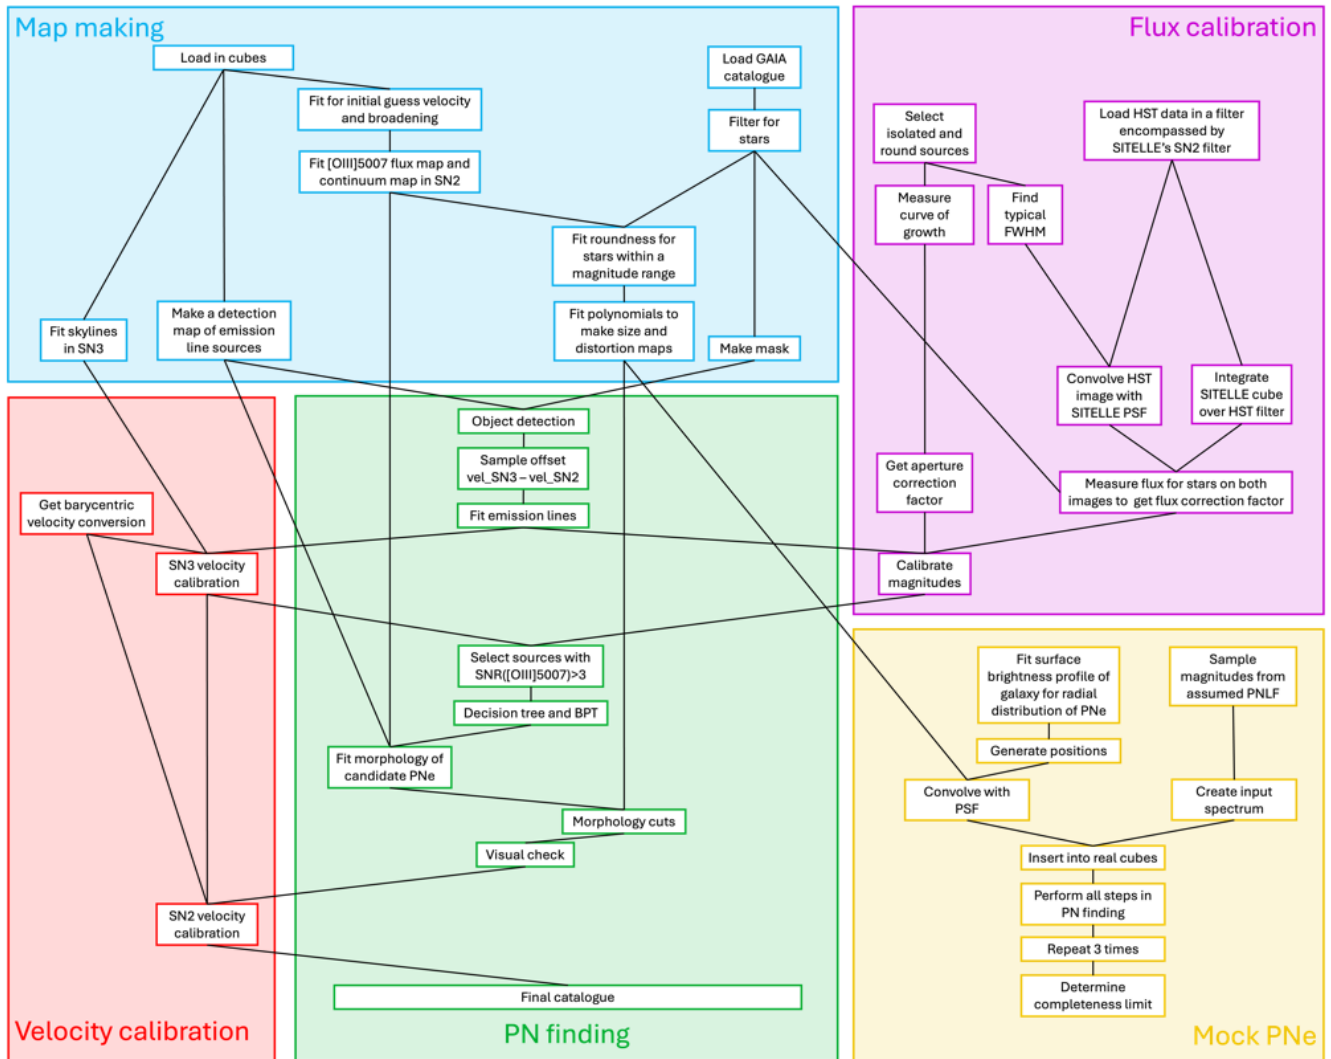 Map making
Load in cubes
Fit for initial guess velocity
and broadening
Fit [OIII]5007 flux map and
continuum map in SN2
Load GAIA
catalogue
Filter for
stars
Fit roundness for
stars within a
magnitude range
Fit skylines
in SN3
Make a detection
map of emission
line sources
Fit polynomials to
make size and
distortion maps
Make mask
Flux calibration
Select
isolated and
round sources
Load HST data in a filter
encompassed by
SITELLE's SN2 filter
Measure
curve of
growth
Find
typical
FWHM
Convolve HST
image with
SITELLE PSF
Integrate
SITELLE cube
over HST filter
Get aperture
correction
factor
Measure flux for stars on both
images to get flux correction factor
Calibrate
magnitudes
Get barycentric
velocity conversion
SN3 velocity
calibration
SN2 velocity
calibration
Velocity calibration
Object detection
Sample offset
vel_SN3 – vel_SN2
Fit emission lines
Select sources with
SNR([OIII]5007)>3
Decision tree and BPT
Fit morphology of
candidate PNe
Morphology cuts
Visual check
Final catalogue
PN finding
Fit surface
brightness profile of
galaxy for radial
distribution of PNe
Sample
magnitudes from
assumed PNLF
Generate positions
Convolve with
PSF
Create input
spectrum
Insert into real cubes
Perform all steps in
PN finding
Repeat 3 times
Determine
completeness limit
Mock PNe